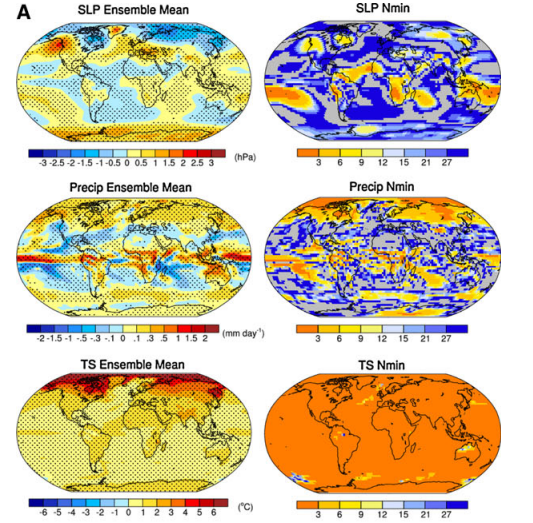 A
SLP Ensemble Mean
SLP Nmin
-3 -2.5 -2 -1.5 -1 -.5 0 0.5 1 1.5 2 2.5 3 (hPa)
3 6 9 12 15 21 27
Precip Ensemble Mean
Precip Nmin
-2 -1.5 -1 -.5 -.3 -.1 0 .1 .3 .5 1 1.5 2 (mm day⁻¹)
3 6 9 12 15 21 27
TS Ensemble Mean
TS Nmin
-6 -5 -4 -3 -2 -1 0 1 2 3 4 5 6 (°C)
3 6 9 12 15 21 27